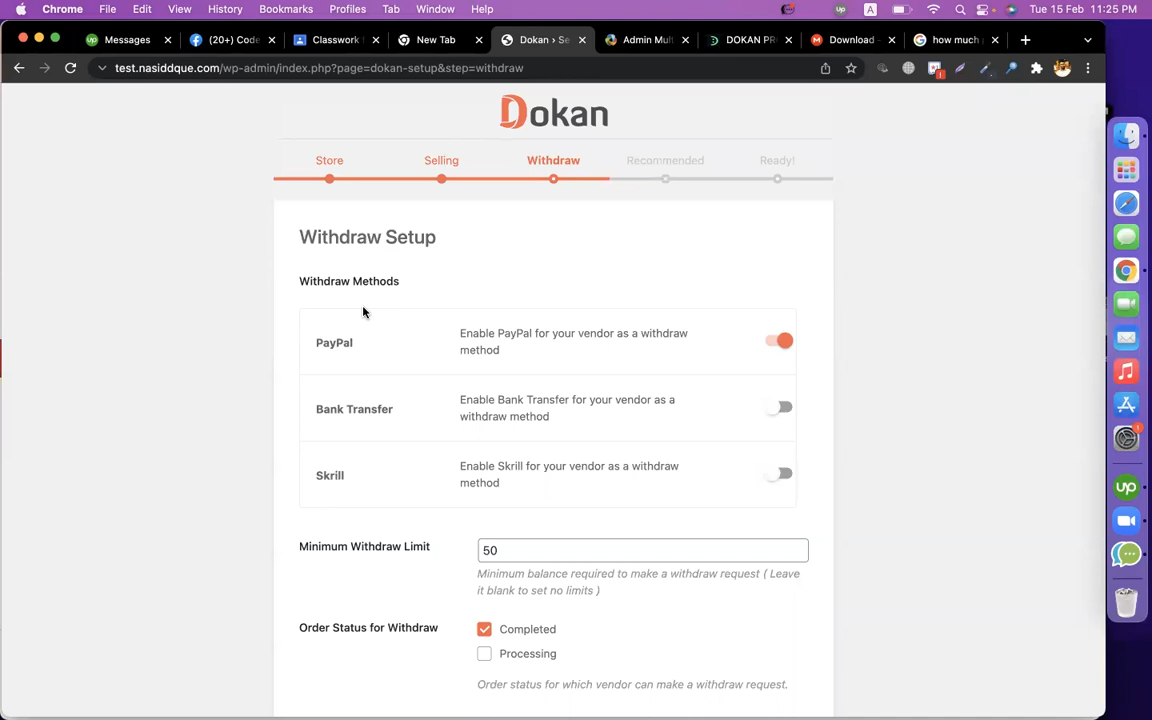 Chrome File Edit View History Bookmarks Profiles Tab Window Help A Tue 15 Feb 11:25 PM
Messages (20+) Code Classwork New Tab Dokan › Se Admin Mult DOKAN PR Download - how much
test.nasiddque.com/wp-admin/index.php?page=dokan-setup&step=withdraw
Dokan
Store Selling Withdraw Recommended Ready!
Withdraw Setup
Withdraw Methods
PayPal
Enable PayPal for your vendor as a withdraw
method
Bank Transfer
Enable Bank Transfer for your vendor as a
withdraw method
Skrill
Enable Skrill for your vendor as a withdraw
method
Minimum Withdraw Limit
50
Minimum balance required to make a withdraw request ( Leave
it blank to set no limits )
Order Status for Withdraw
Completed
Processing
Order status for which vendor can make a withdraw request.